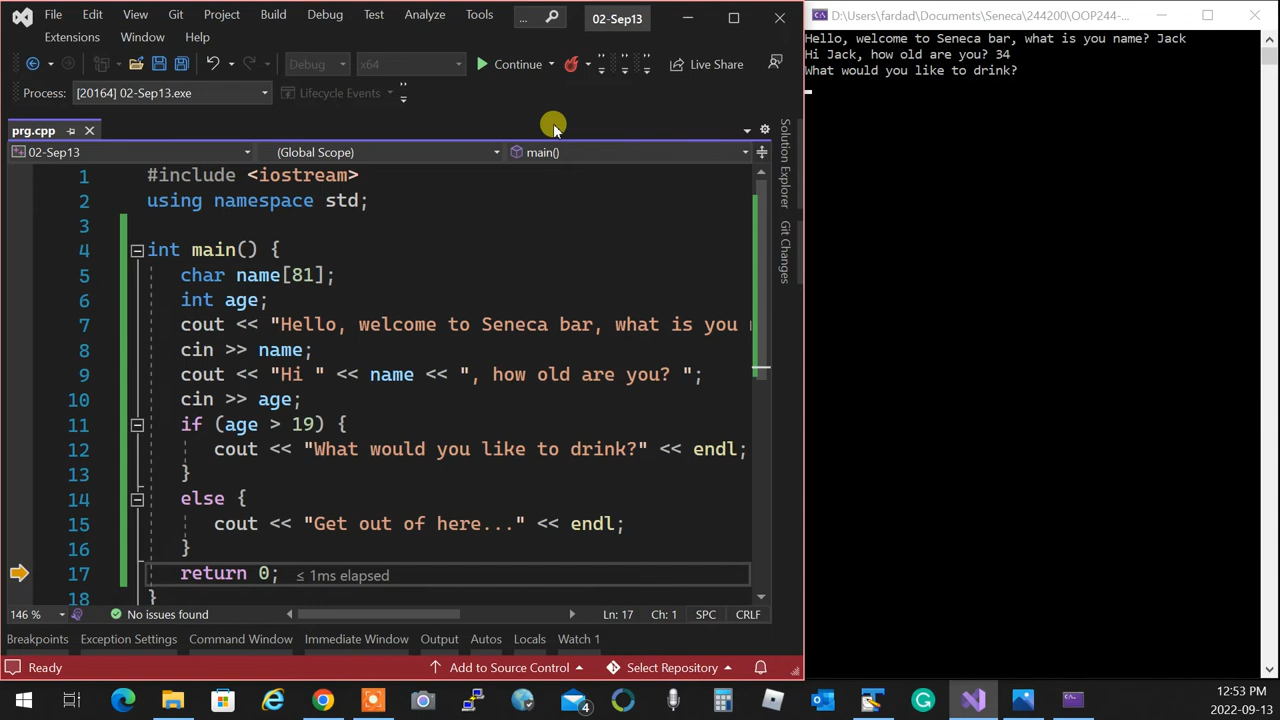 File Edit View Git Project Build Debug Test Analyze Tools ... 02-Sep13
Extensions Window Help
Debug x64 Continue Live Share
Process: [20164] 02-Sep13.exe Lifecycle Events
prg.cpp
02-Sep13 (Global Scope) main()
1 #include <iostream>
2 using namespace std;
3
4 int main() {
5 char name[81];
6 int age;
7 cout << "Hello, welcome to Seneca bar, what is you
8 cin >> name;
9 cout << "Hi " << name << ", how old are you? ";
10 cin >> age;
11 if (age > 19) {
12 cout << "What would you like to drink?" << endl;
13 }
14 else {
15 cout << "Get out of here..." << endl;
16 }
17 return 0; ≤ 1ms elapsed
18 }
146 % No issues found Ln: 17 Ch: 1 SPC CRLF
Breakpoints Exception Settings Command Window Immediate Window Output Autos Locals Watch 1
Ready Add to Source Control Select Repository
Solution Explorer
Git Changes
D:\Users\fardad\Documents\Seneca\244200\OOP244-...
Hello, welcome to Seneca bar, what is you name? Jack
Hi Jack, how old are you? 34
What would you like to drink?
4
12:53 PM
2022-09-13